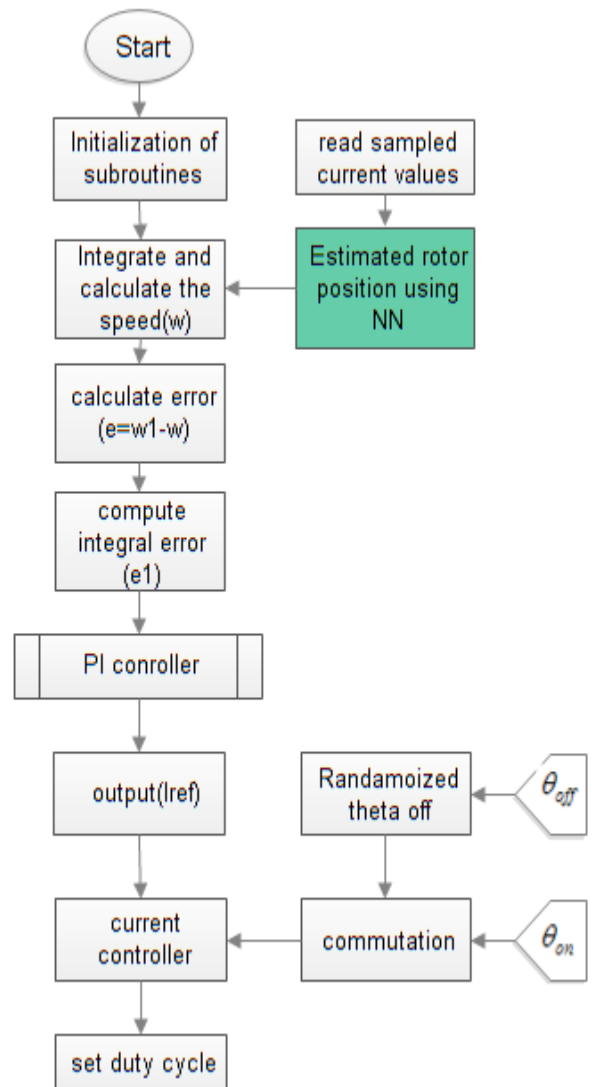 Start
Initialization of
subroutines
read sampled
current values
Integrate and
calculate the
speed(w)
Estimated rotor
position using
NN
calculate error
(e=w1-w)
compute
integral error
(e1)
PI conroller
output(Iref)
Randamoized
theta off
θoff
current
controller
commutation
θon
set duty cycle